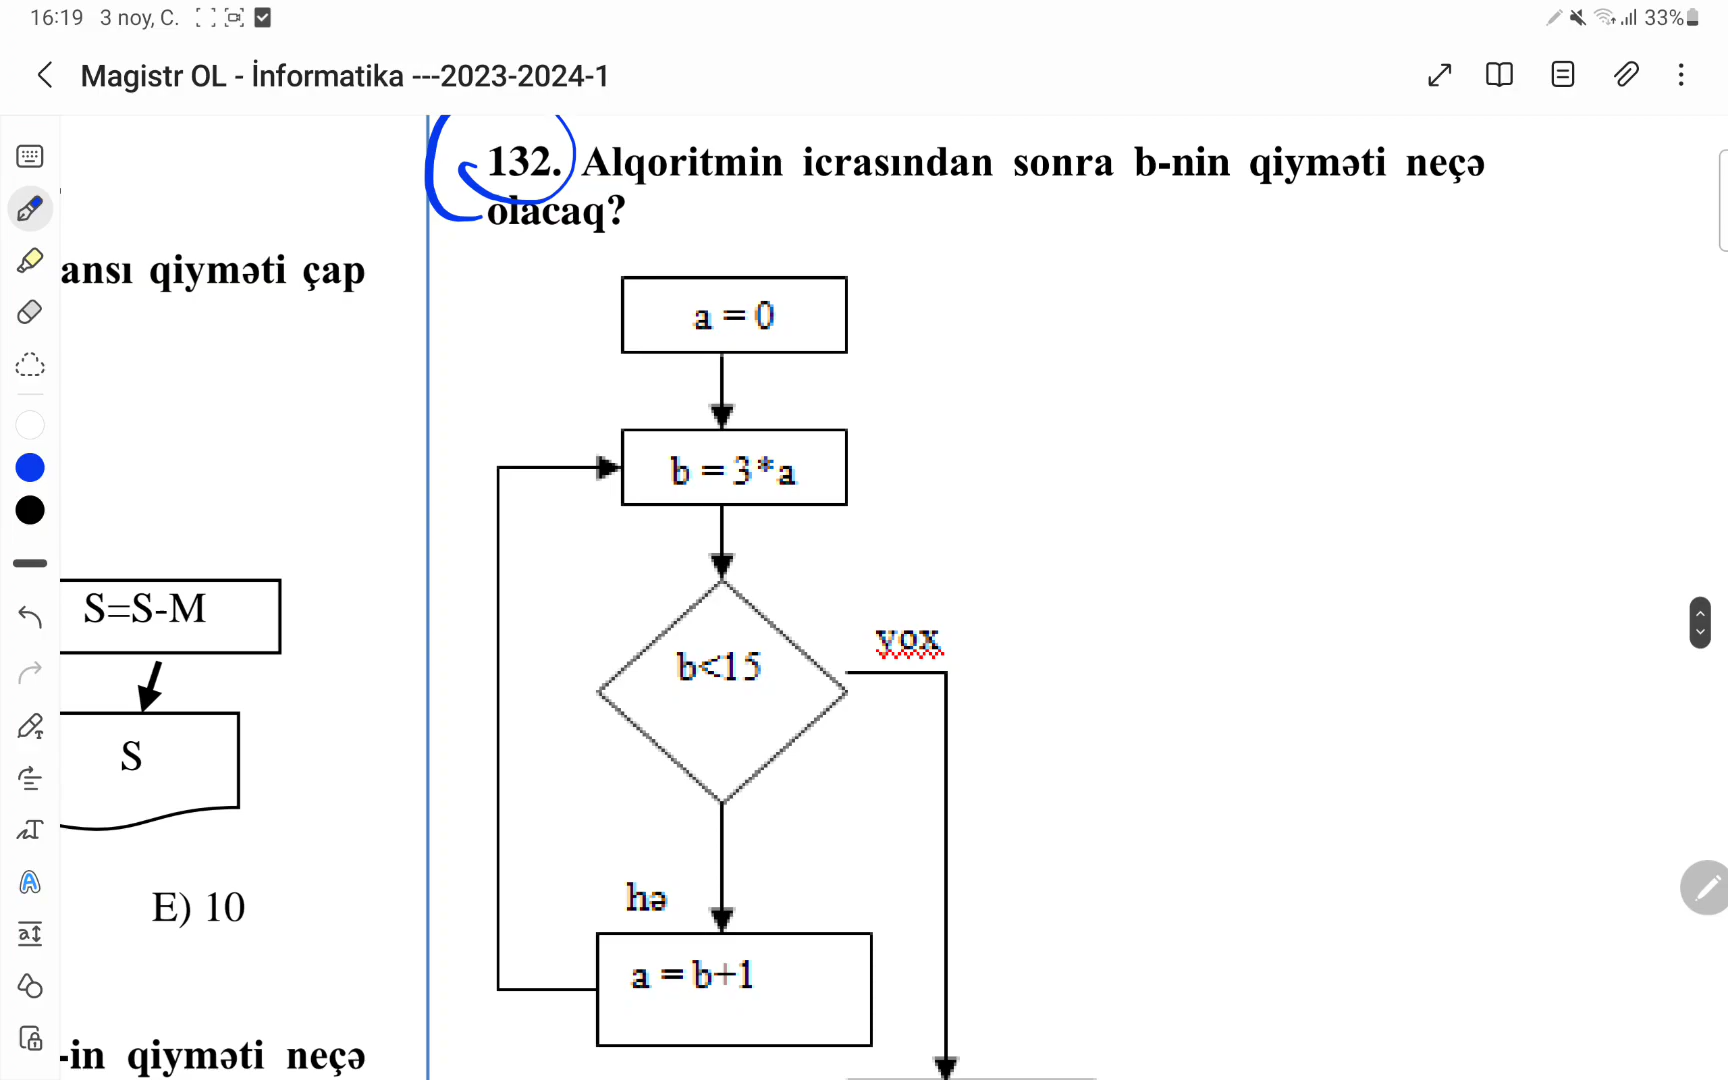 16:19 3 noy, C. 33%
Magistr OL - İnformatika ---2023-2024-1
ansı qiyməti çap
S=S-M
S
E) 10
-in qiyməti neçə
132. Alqoritmin icrasından sonra b-nin qiyməti neçə
olacaq?
a = 0
b = 3*a
b<15
yox
hə
a = b+1